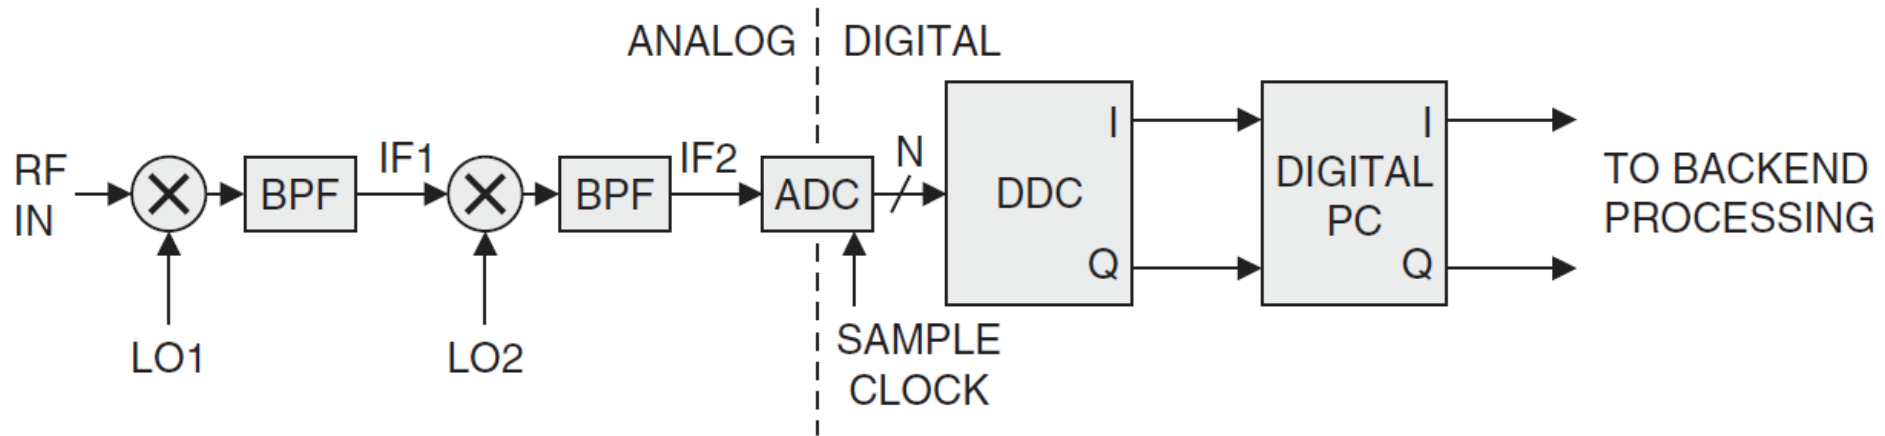 ANALOG
DIGITAL
RF
IN
BPF
IF1
BPF
IF2
ADC
N
DDC
I
Q
DIGITAL
PC
I
Q
TO BACKEND
PROCESSING
LO1
LO2
SAMPLE
CLOCK